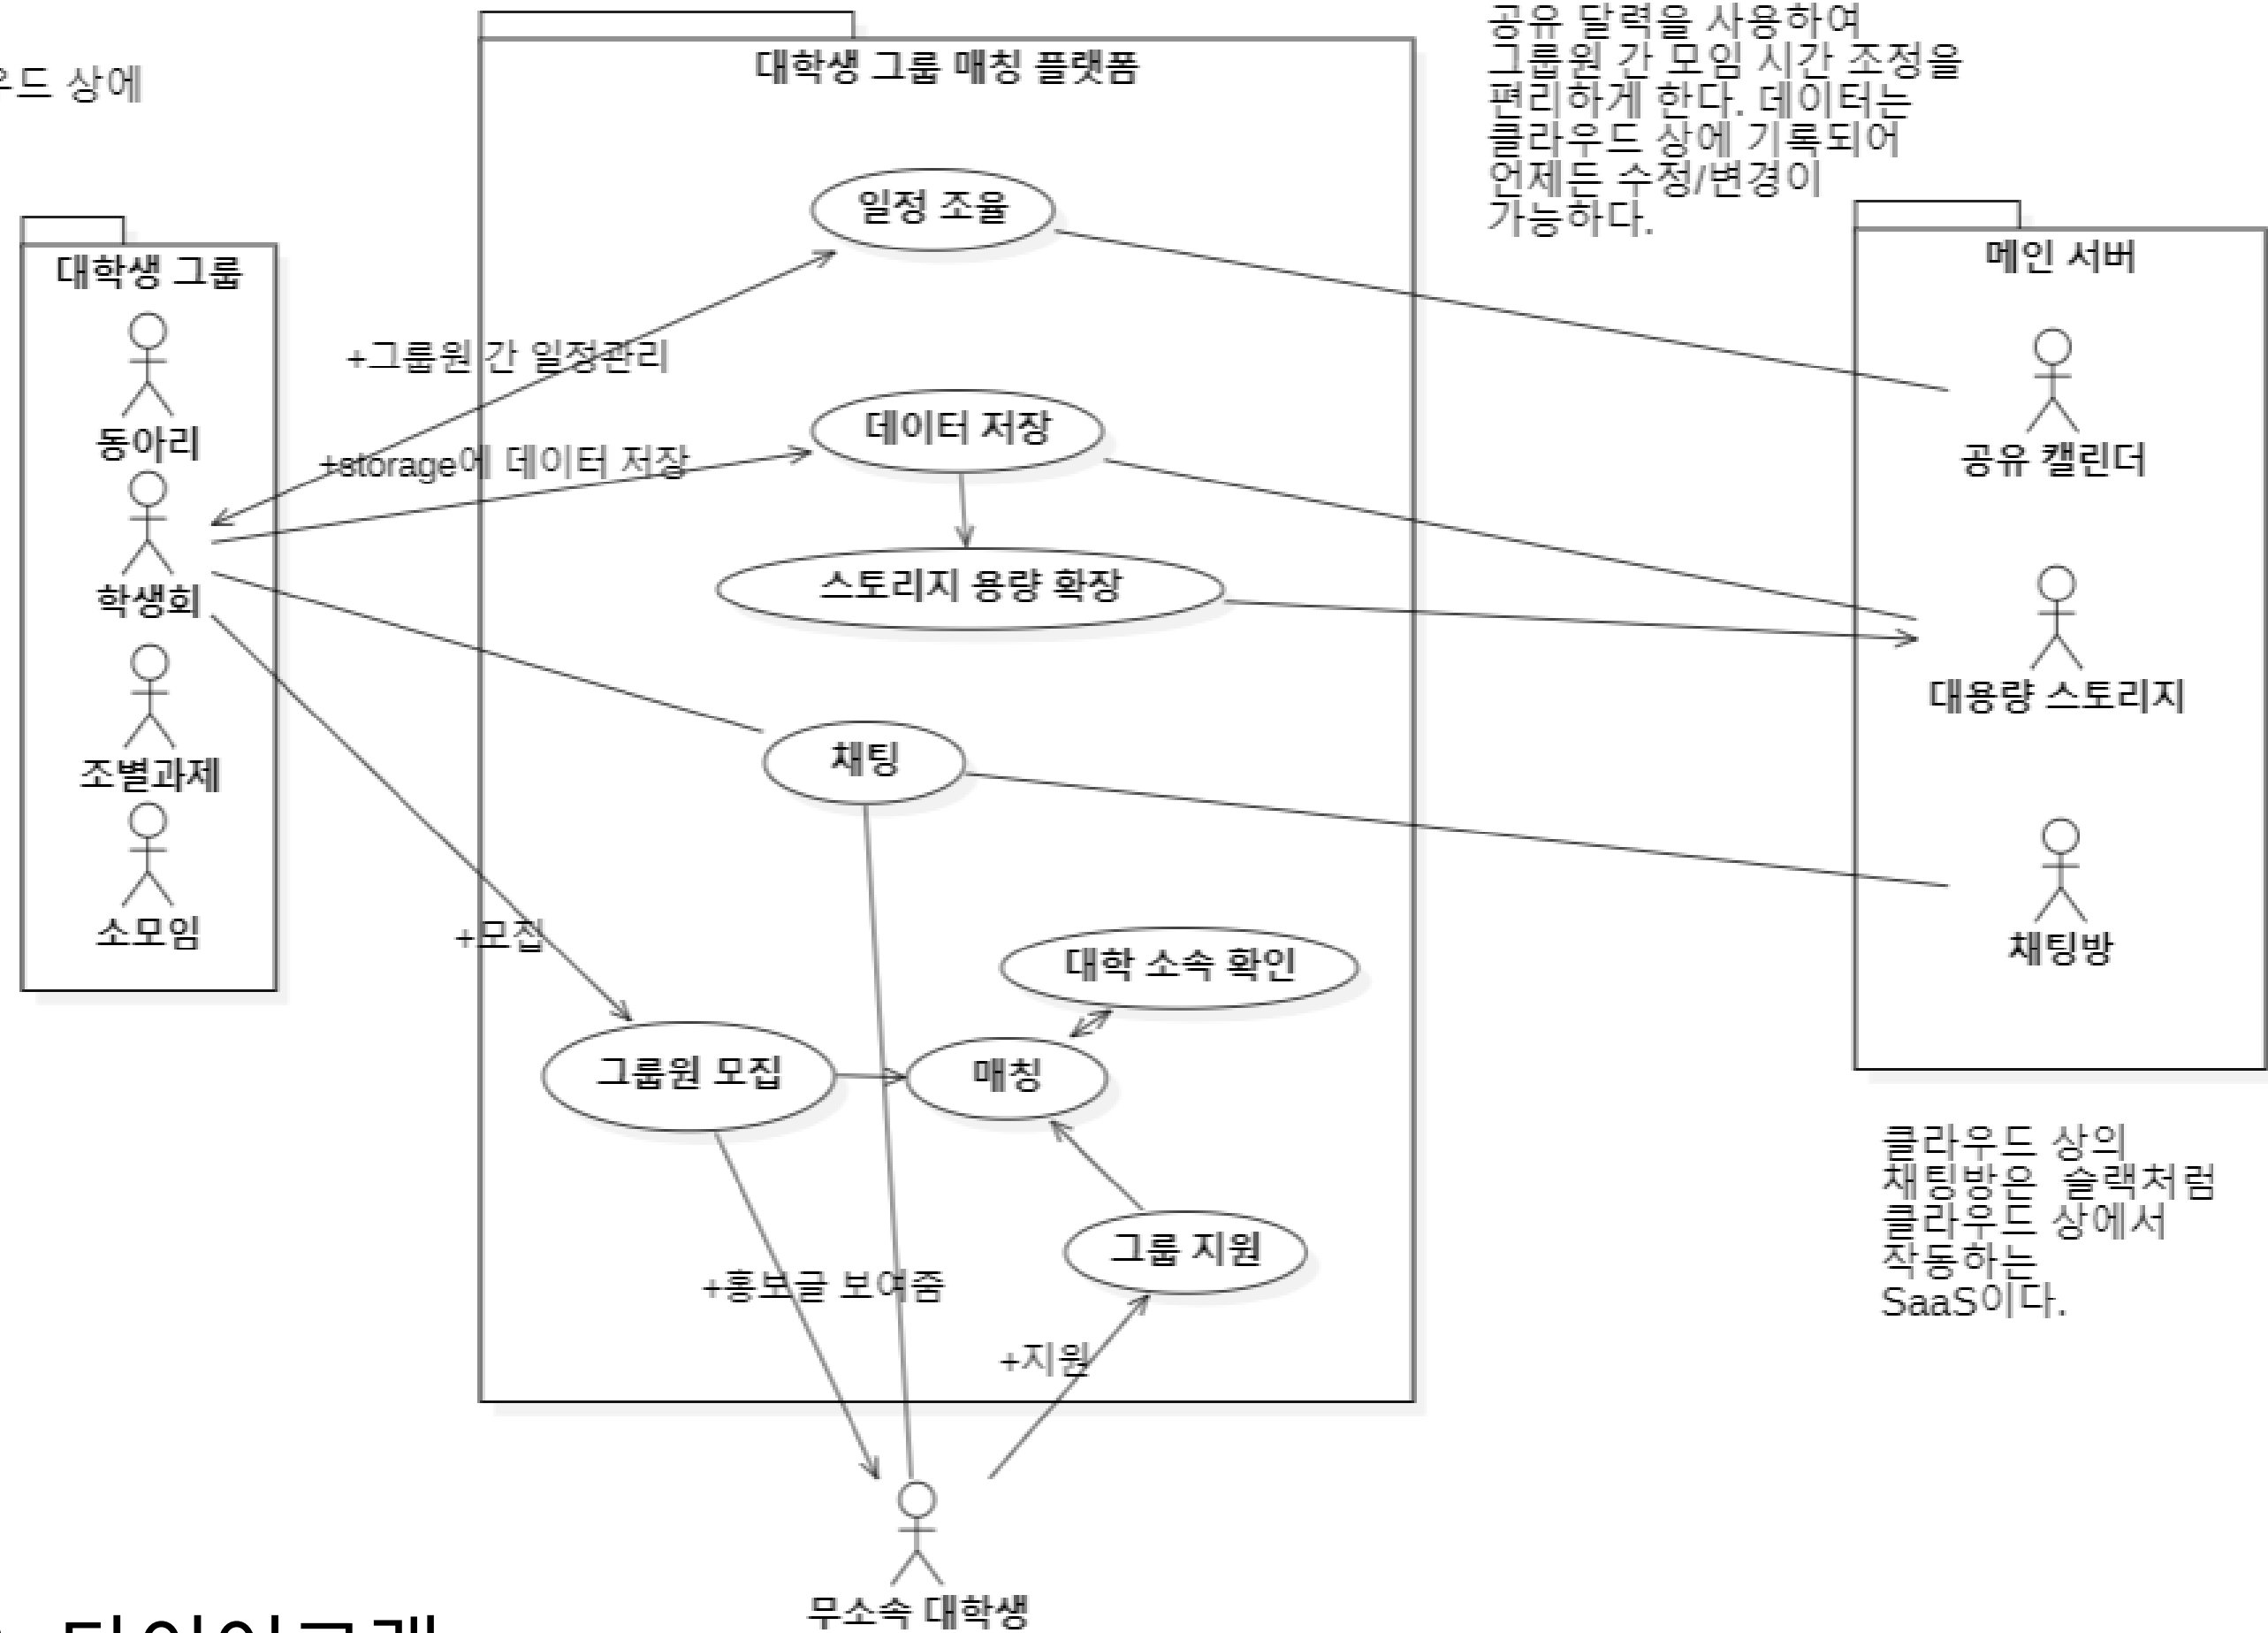 상에
대학생 그룹 매칭 플랫폼
공유 달력을 사용하여
그룹원 간 모임 시간 조정을
편리하게 한다. 데이터는
클라우드 상에 기록되어
언제든 수정/변경이
가능하다.
대학생 그룹
동아리
학생회
조별과제
소모임
일정 조율
+그룹원 간 일정관리
데이터 저장
+storage에 데이터 저장
스토리지 용량 확장
채팅
+모집
대학 소속 확인
그룹원 모집
매칭
그룹 지원
+홍보글 보여줌
+지원
무소속 대학생
메인 서버
공유 캘린더
대용량 스토리지
채팅방
클라우드 상의
채팅방은 슬랙처럼
클라우드 상에서
작동하는
SaaS이다.